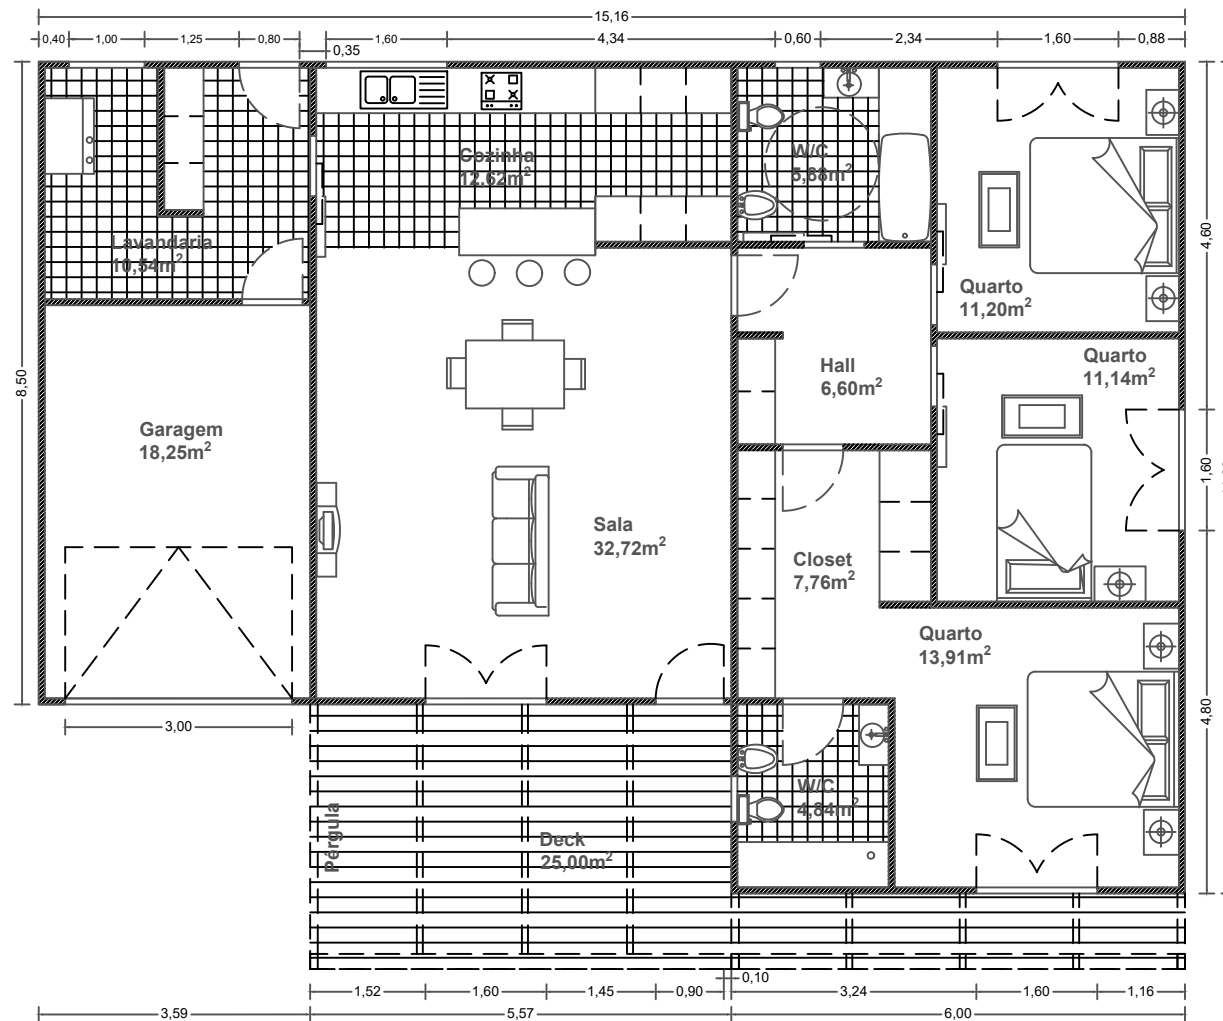 15,16
0,40 1,00 1,25 0,80 0,35 1,60 4,34 0,60 2,34 1,60 0,88
Cozinha
12.62m²
W/C
5,88m²
Lavandaria
10,54m²
Quarto
11,20m²
4,60
8,50
Hall
6,60m²
Quarto
11,14m²
Garagem
18,25m²
1,60
Sala
32,72m²
Closet
7,76m²
Quarto
13,91m²
3,00
4,80
W/C
4,84m²
Pérgula
Deck
25,00m²
0,10
1,52 1,60 1,45 0,90 3,24 1,60 1,16
3,59 5,57 6,00